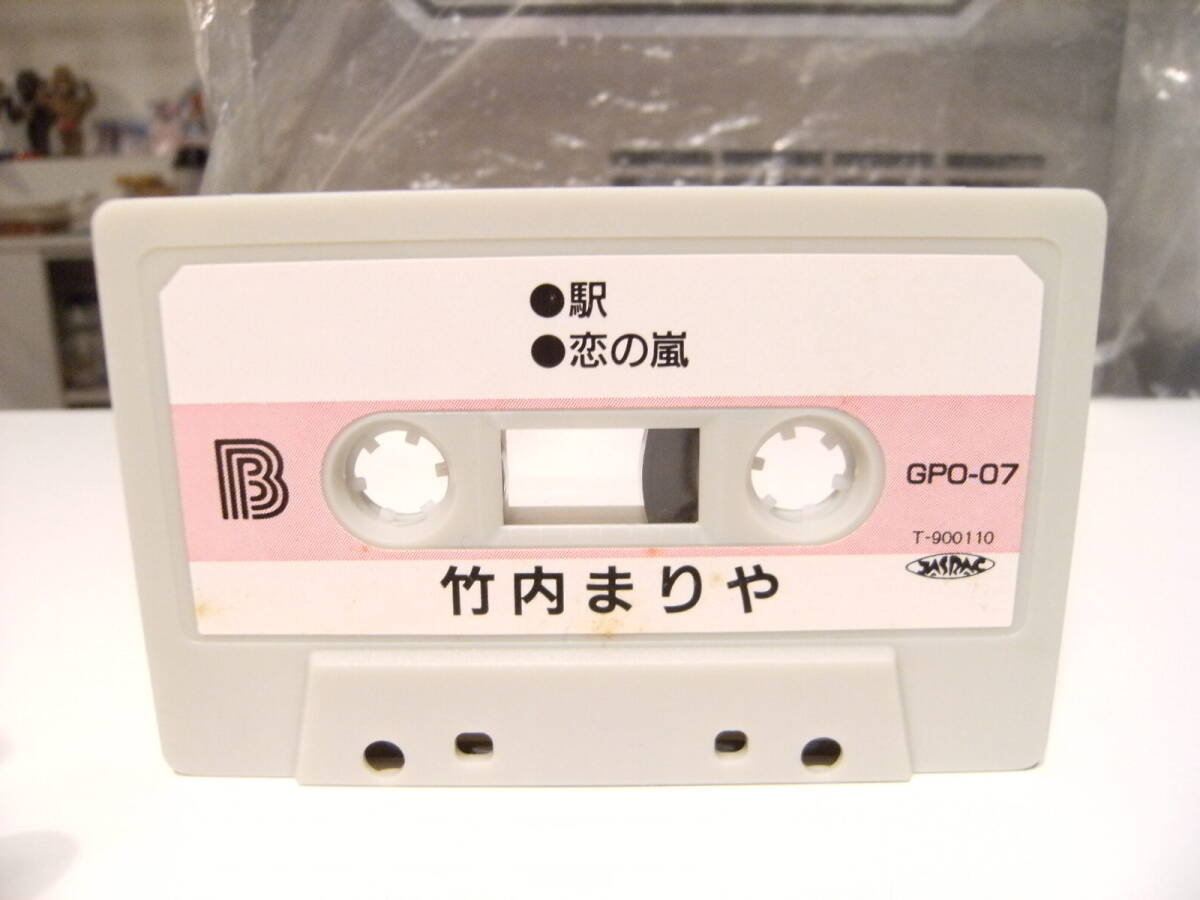 ●駅
●恋の嵐
B
GPO-07
T-900110
JASRAC
竹内まりや